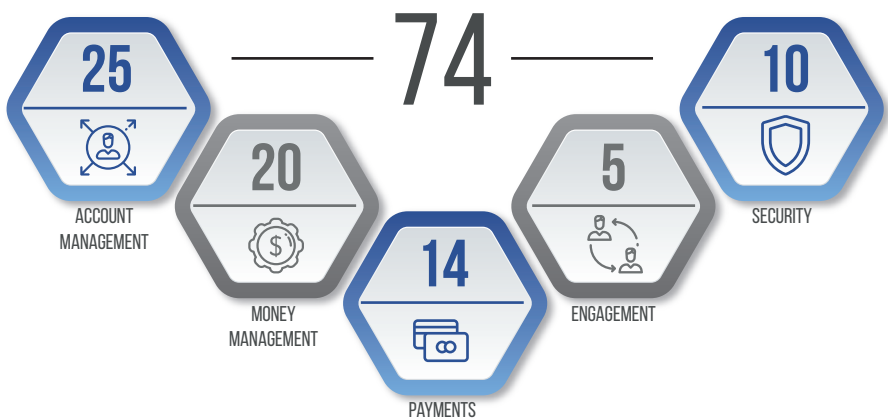 74
25
ACCOUNT
MANAGEMENT
20
$
MONEY
MANAGEMENT
14
PAYMENTS
5
ENGAGEMENT
10
SECURITY